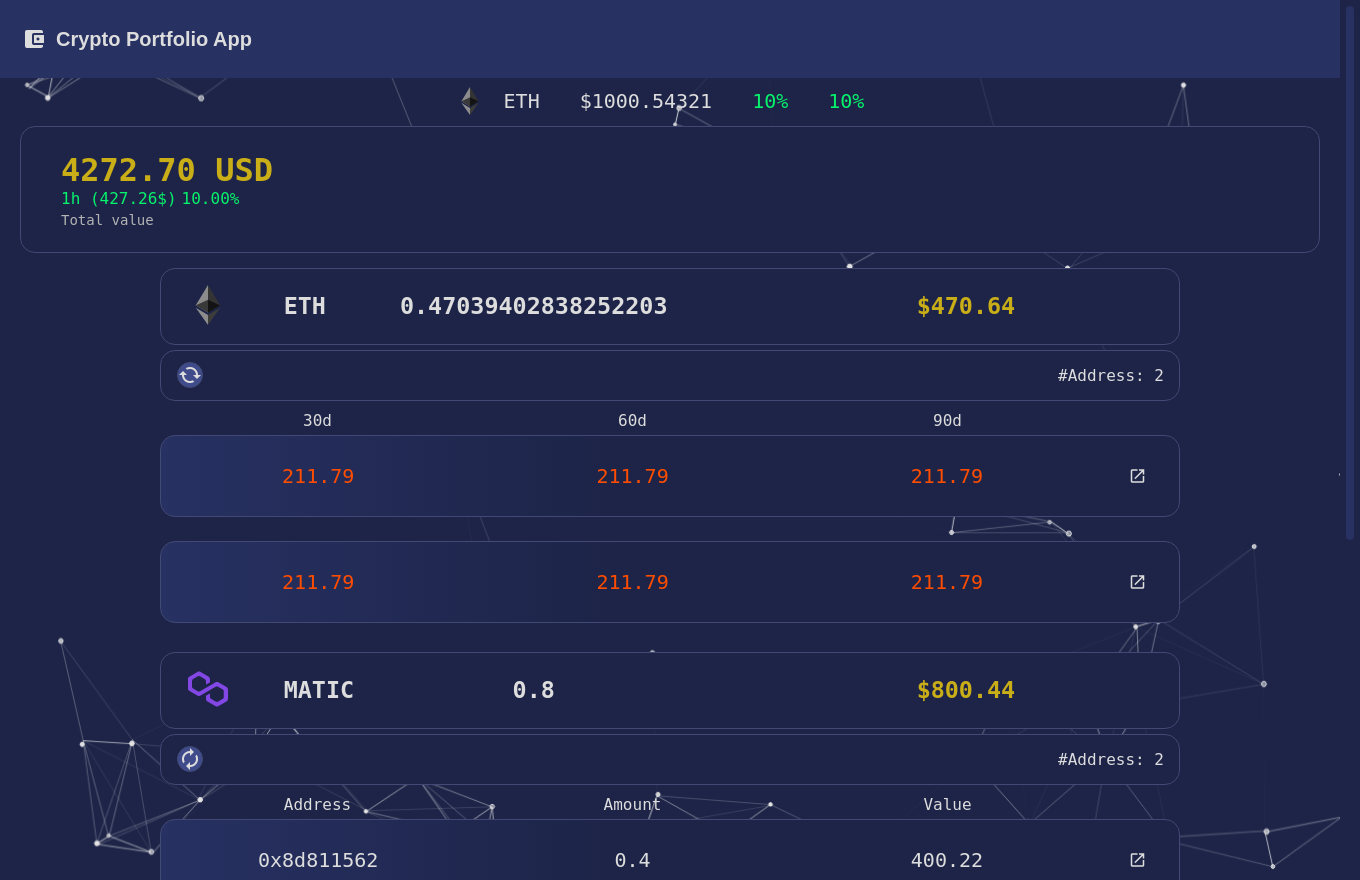 Crypto Portfolio App
ETH $1000.54321 10% 10%
4272.70 USD
1h (427.26$) 10.00%
Total value
ETH 0.47039402838252203 $470.64
#Address: 2
30d 60d 90d
211.79 211.79 211.79
211.79 211.79 211.79
MATIC 0.8 $800.44
#Address: 2
Address Amount Value
0x8d811562 0.4 400.22